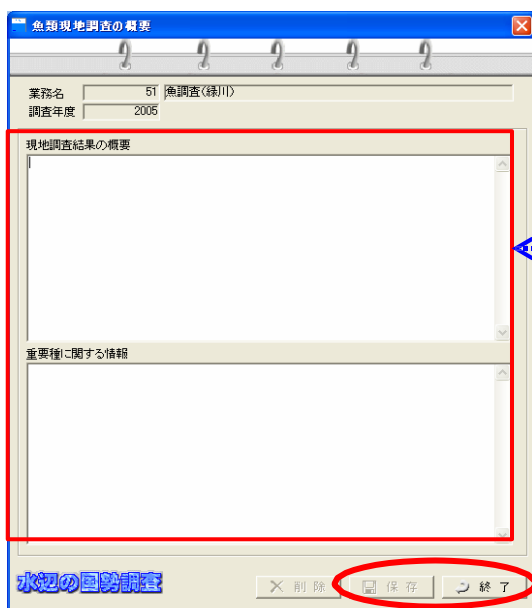 魚類現地調査の概要
業務名 51 魚調査(緑川)
調査年度 2005
現地調査結果の概要
重要種に関する情報
水辺の国勢調査 削除 保存 終了